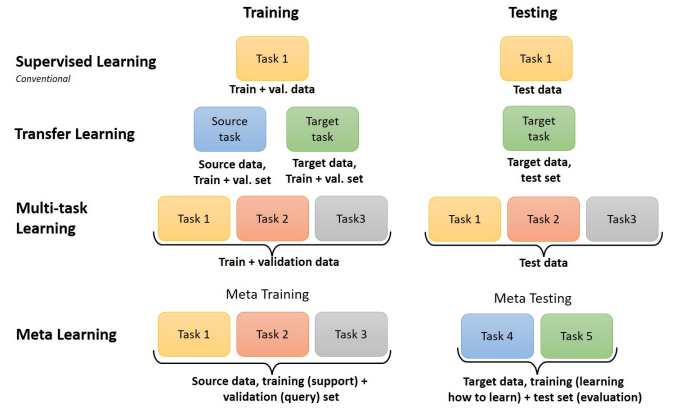 Training
Testing
Supervised Learning
Conventional
Task 1
Train + val. data
Task 1
Test data
Transfer Learning
Source
task
Target
task
Source data,
Train + val. set
Target data,
Train + val. set
Target
task
Target data,
test set
Multi-task
Learning
Task 1
Task 2
Task3
Train + validation data
Task 1
Task 2
Task3
Test data
Meta Training
Meta Testing
Meta Learning
Task 1
Task 2
Task 3
Source data, training (support) +
validation (query) set
Task 4
Task 5
Target data, training (learning
how to learn) + test set (evaluation)